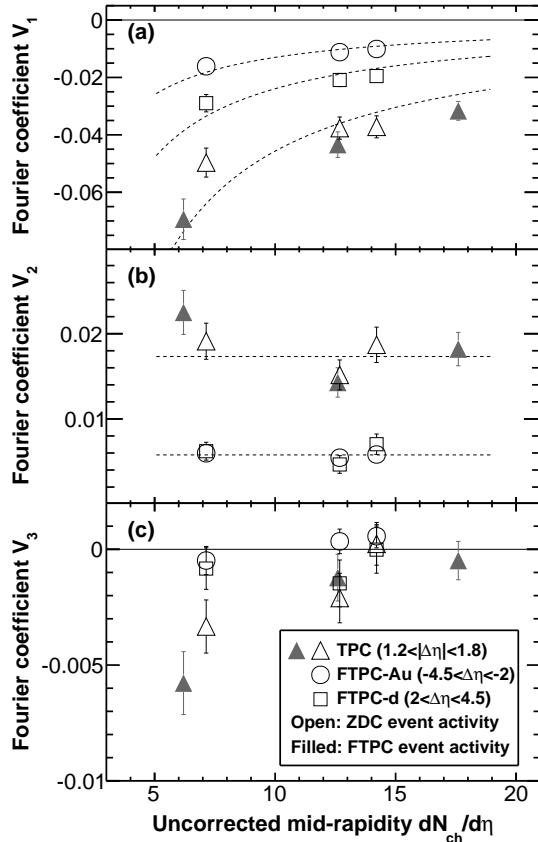 (a)
Fourier coefficient V1
0
-0.02
-0.04
-0.06
(b)
Fourier coefficient V2
0.02
0.01
(c)
Fourier coefficient V3
0
-0.005
-0.01
TPC (1.2<|Δη|<1.8)
FTPC-Au (-4.5<Δη<-2)
FTPC-d (2<Δη<4.5)
Open: ZDC event activity
Filled: FTPC event activity
5 10 15 20
Uncorrected mid-rapidity dNch/dη